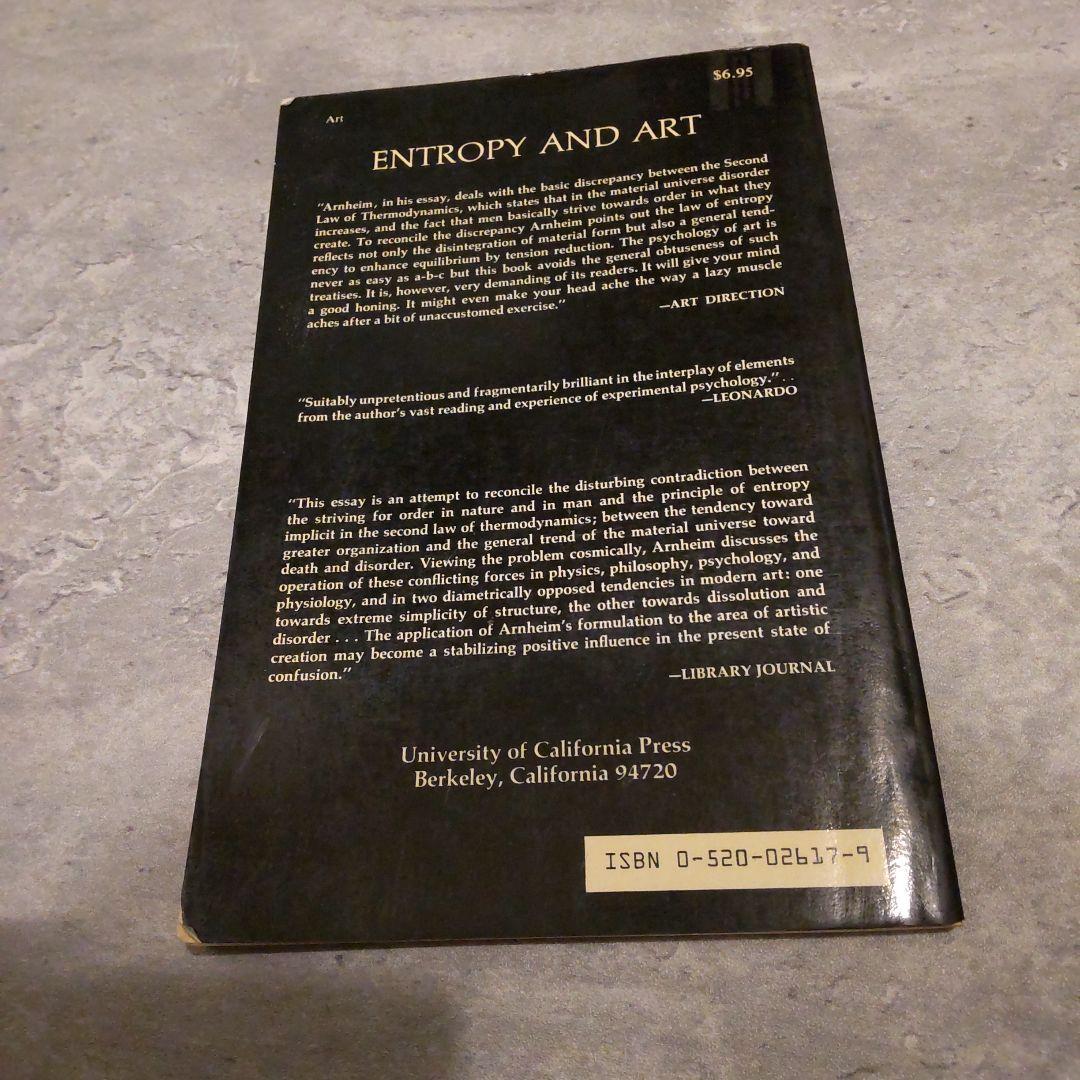 $6.95
Art
ENTROPY AND ART
"Arnheim, in his essay, deals with the basic discrepancy between the Second
Law of Thermodynamics, which states that in the material universe disorder
increases, and the fact that men basically strive towards order in what they
create. To reconcile the discrepancy Arnheim points out the law of entropy
reflects not only the disintegration of material form but also a general tend-
ency to enhance equilibrium by tension reduction. The psychology of art is
never as easy as a-b-c but this book avoids the general obtuseness of such
treatises. It is, however, very demanding of its readers. It will give your mind
a good honing. It might even make your head ache the way a lazy muscle
aches after a bit of unaccustomed exercise."
—ART DIRECTION
"Suitably unpretentious and fragmentarily brilliant in the interplay of elements
from the author's vast reading and experience of experimental psychology." . .
—LEONARDO
"This essay is an attempt to reconcile the disturbing contradiction between
the striving for order in nature and in man and the principle of entropy
implicit in the second law of thermodynamics; between the tendency toward
greater organization and the general trend of the material universe toward
death and disorder. Viewing the problem cosmically, Arnheim discusses the
operation of these conflicting forces in physics, philosophy, psychology, and
physiology, and in two diametrically opposed tendencies in modern art: one
towards extreme simplicity of structure, the other towards dissolution and
disorder . . . The application of Arnheim's formulation to the area of artistic
creation may become a stabilizing positive influence in the present state of
confusion."
—LIBRARY JOURNAL
University of California Press
Berkeley, California 94720
ISBN 0-520-02617-9